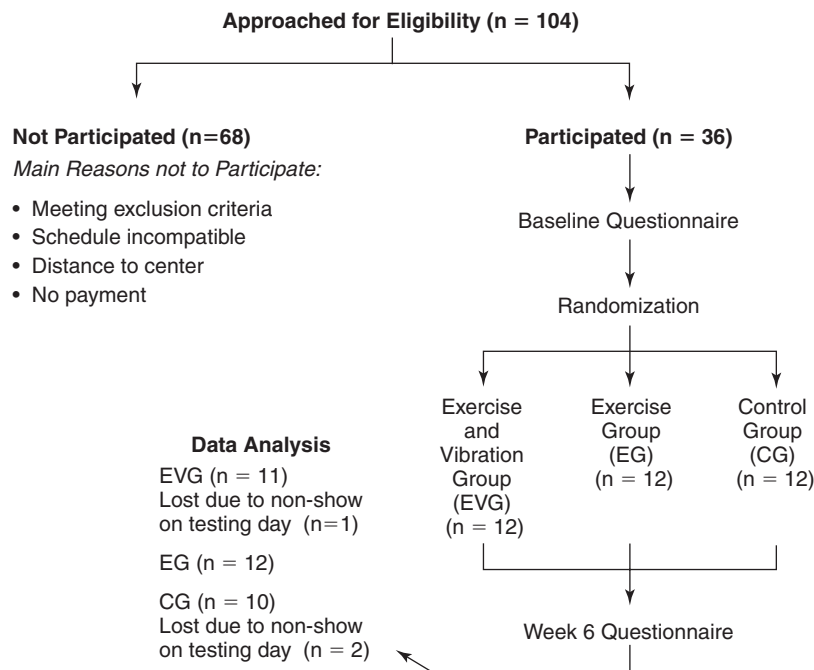 Approached for Eligibility (n = 104)
Not Participated (n=68)
Main Reasons not to Participate:
• Meeting exclusion criteria
• Schedule incompatible
• Distance to center
• No payment
Participated (n = 36)
Baseline Questionnaire
Randomization
Exercise
and
Vibration
Group
(EVG)
(n = 12)
Exercise
Group
(EG)
(n = 12)
Control
Group
(CG)
(n = 12)
Week 6 Questionnaire
Data Analysis
EVG (n = 11)
Lost due to non-show
on testing day (n=1)
EG (n = 12)
CG (n = 10)
Lost due to non-show
on testing day (n = 2)